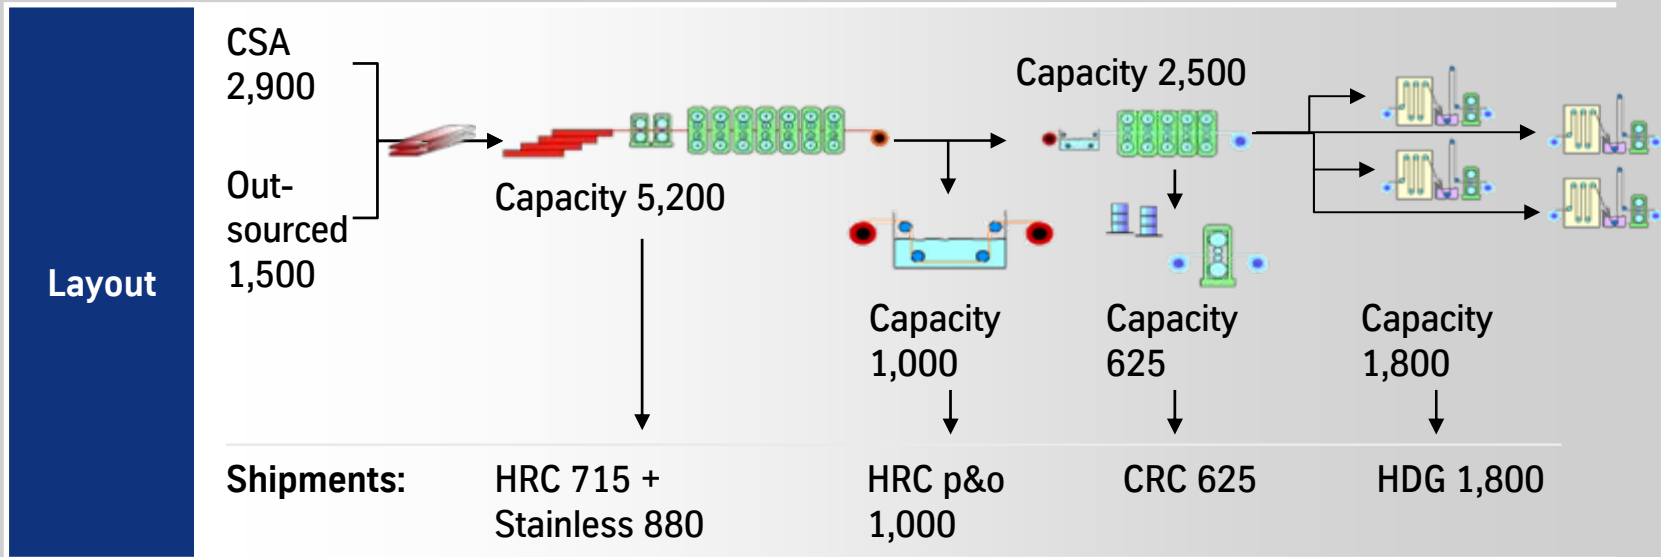 Layout
CSA
2,900
Out-
sourced
1,500
Capacity 5,200
Capacity 2,500
Capacity
1,000
Capacity
625
Capacity
1,800
Shipments:
HRC 715 +
Stainless 880
HRC p&o
1,000
CRC 625
HDG 1,800